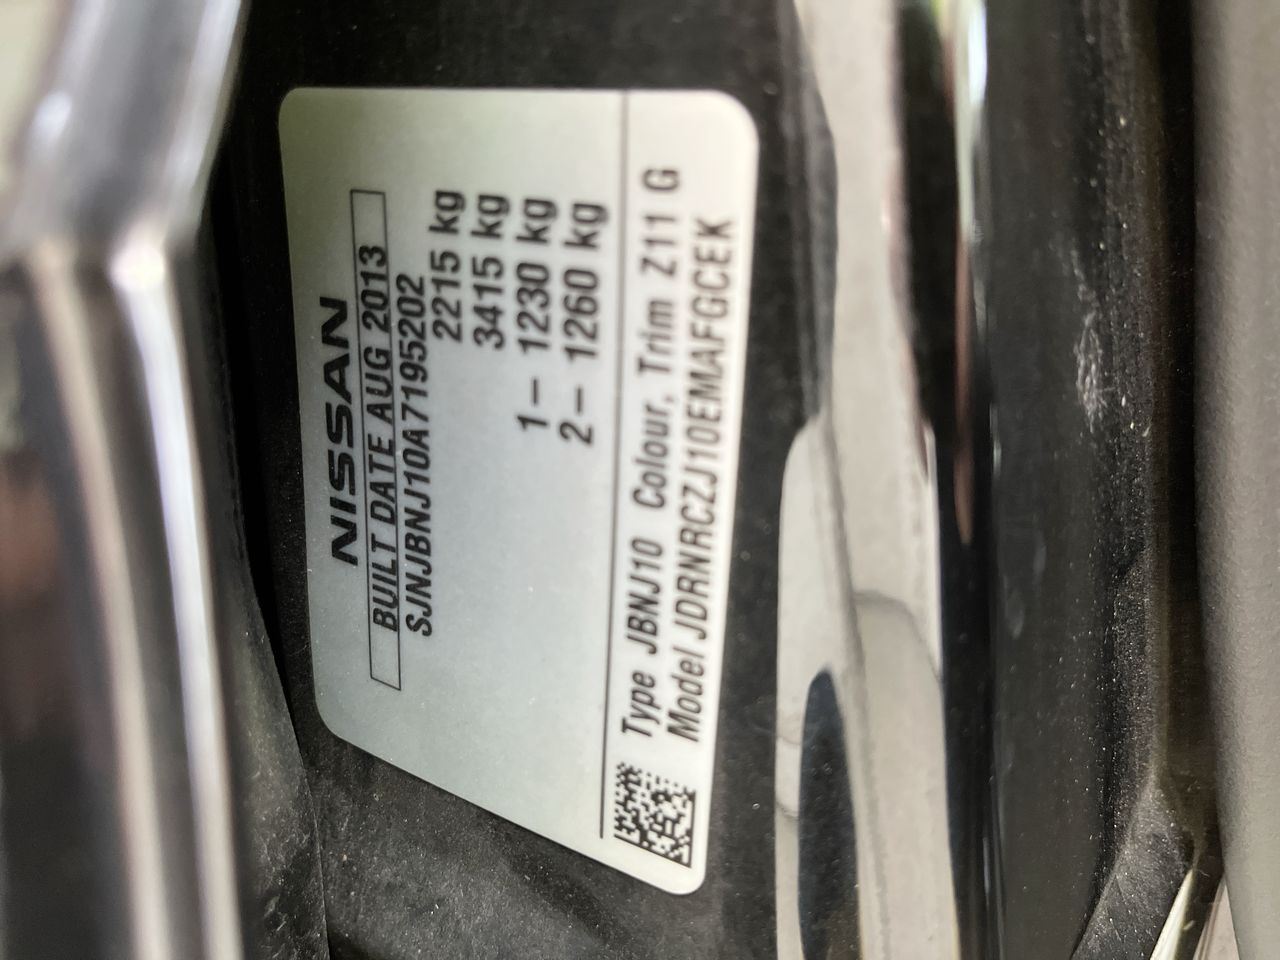 NISSAN
BUILT DATE AUG 2013
SJNJBNJ10A7195202
2215 kg
3415 kg
1– 1230 kg
2– 1260 kg
Type JBNJ10 Colour, Trim Z11 G
Model JDRNRCZJ10EMAFGCEK